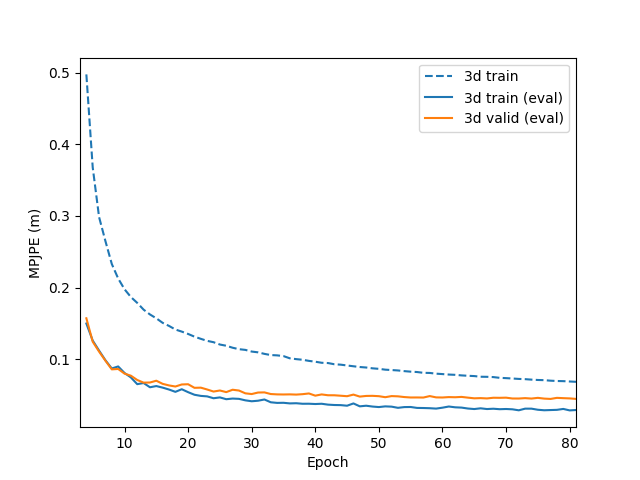 0.5
0.4
0.3
0.2
0.1
MPJPE (m)
3d train
3d train (eval)
3d valid (eval)
10 20 30 40 50 60 70 80
Epoch